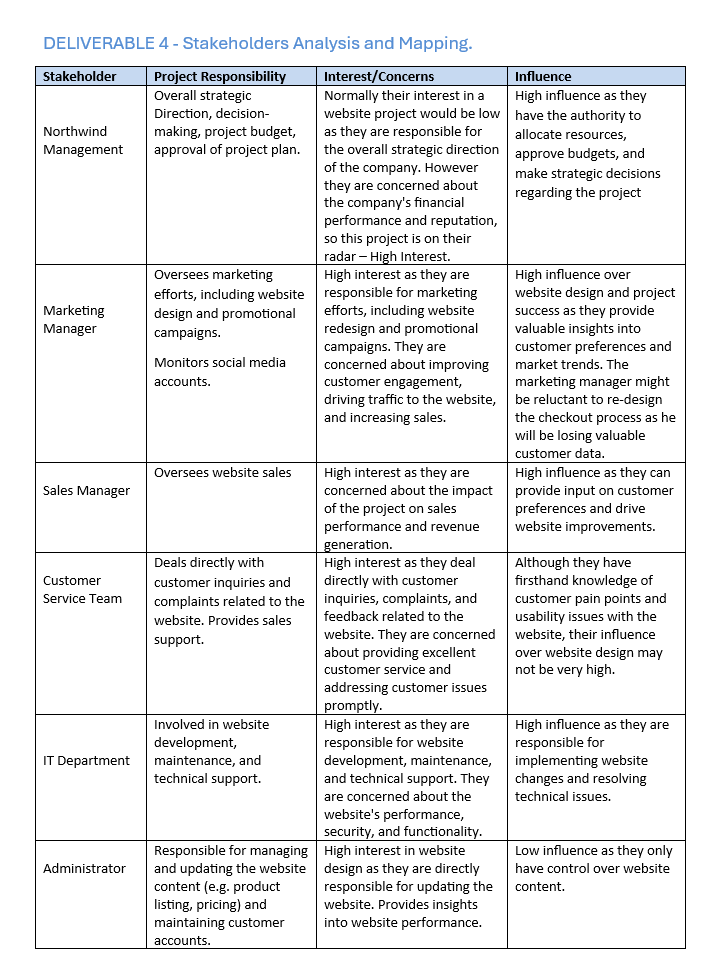 DELIVERABLE 4 - Stakeholders Analysis and Mapping.
Stakeholder Project Responsibility Interest/Concerns Influence
Northwind
Management
Overall strategic
Direction, decision-
making, project budget,
approval of project plan.
Normally their interest in a
website project would be low
as they are responsible for
the overall strategic direction
of the company. However
they are concerned about
the company's financial
performance and reputation,
so this project is on their
radar – High Interest.
High influence as they
have the authority to
allocate resources,
approve budgets, and
make strategic decisions
regarding the project
Marketing
Manager
Oversees marketing
efforts, including website
design and promotional
campaigns.
Monitors social media
accounts.
High interest as they are
responsible for marketing
efforts, including website
redesign and promotional
campaigns. They are
concerned about improving
customer engagement,
driving traffic to the website,
and increasing sales.
High influence over
website design and project
success as they provide
valuable insights into
customer preferences and
market trends. The
marketing manager might
be reluctant to re-design
the checkout process as he
will be losing valuable
customer data.
Sales Manager
Oversees website sales
High interest as they are
concerned about the impact
of the project on sales
performance and revenue
generation.
High influence as they can
provide input on customer
preferences and drive
website improvements.
Customer
Service Team
Deals directly with
customer inquiries and
complaints related to the
website. Provides sales
support.
High interest as they deal
directly with customer
inquiries, complaints, and
feedback related to the
website. They are concerned
about providing excellent
customer service and
addressing customer issues
promptly.
Although they have
firsthand knowledge of
customer pain points and
usability issues with the
website, their influence
over website design may
not be very high.
IT Department
Involved in website
development,
maintenance, and
technical support.
High interest as they are
responsible for website
development, maintenance,
and technical support. They
are concerned about the
website's performance,
security, and functionality.
High influence as they are
responsible for
implementing website
changes and resolving
technical issues.
Administrator
Responsible for managing
and updating the website
content (e.g. product
listing, pricing) and
maintaining customer
accounts.
High interest in website
design as they are directly
responsible for updating the
website. Provides insights
into website performance.
Low influence as they only
have control over website
content.